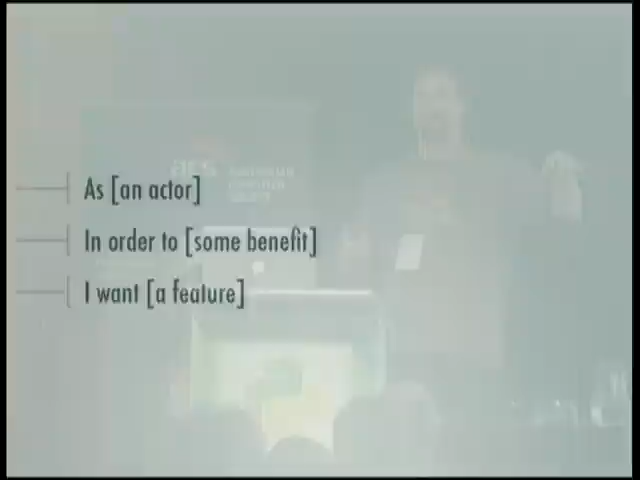 As [an actor]
In order to [some benefit]
I want [a feature]